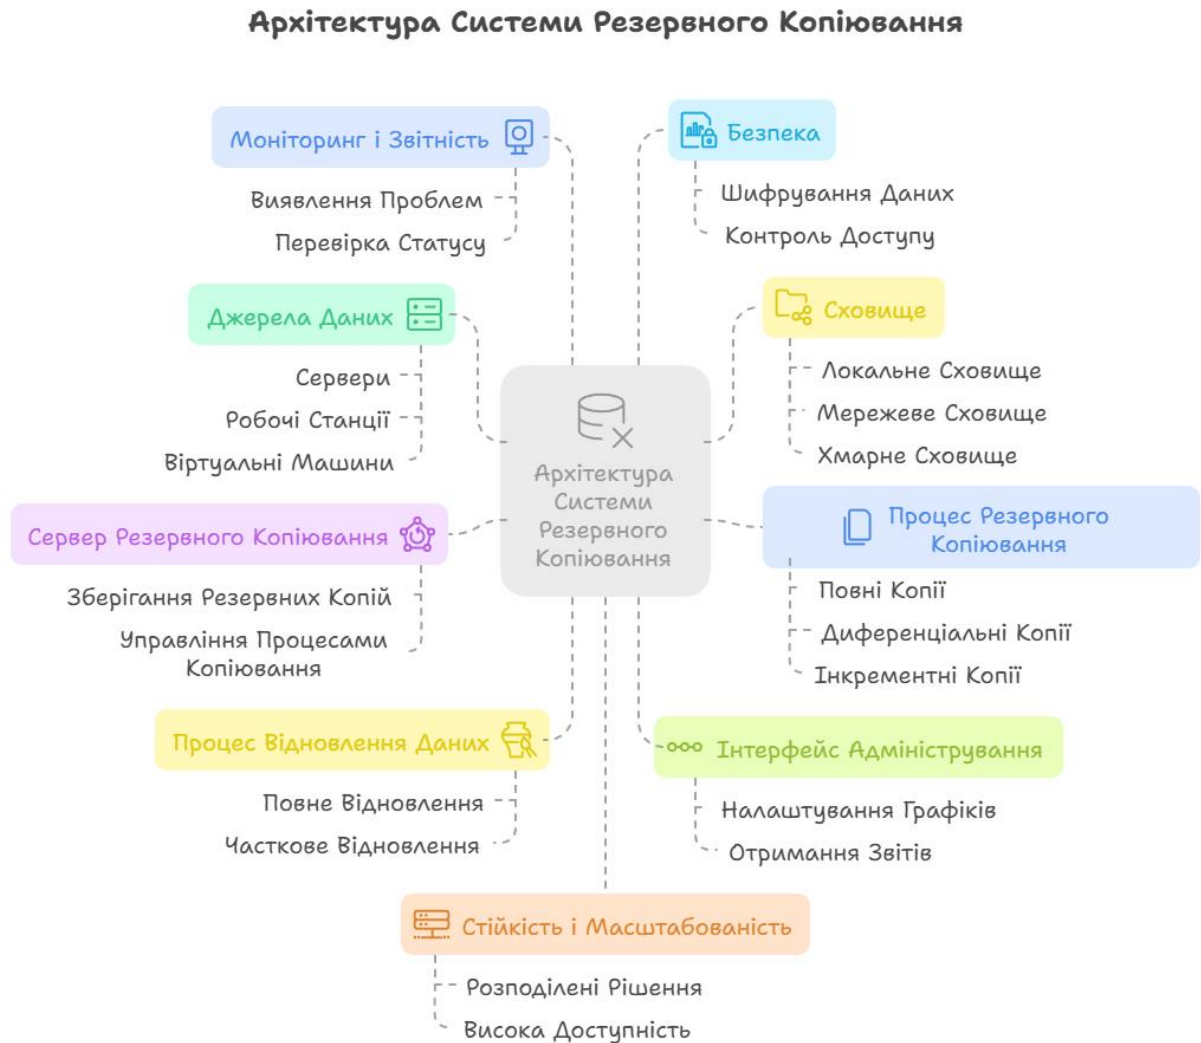 Архітектура Системи Резервного Копіювання
Моніторинг і Звітність
Виявлення Проблем
Перевірка Статусу
Безпека
Шифрування Даних
Контроль Доступу
Джерела Даних
Сервери
Робочі Станції
Віртуальні Машини
Сховище
Локальне Сховище
Мережеве Сховище
Хмарне Сховище
Архітектура
Системи
Резервного
Копіювання
Сервер Резервного Копіювання
Зберігання Резервних Копій
Управління Процесами
Копіювання
Процес Резервного
Копіювання
Повні Копії
Диференціальні Копії
Інкрементні Копії
Процес Відновлення Даних
Повне Відновлення
Часткове Відновлення
Інтерфейс Адміністрування
Налаштування Графіків
Отримання Звітів
Стійкість і Масштабованість
Розподілені Рішення
Висока Доступність